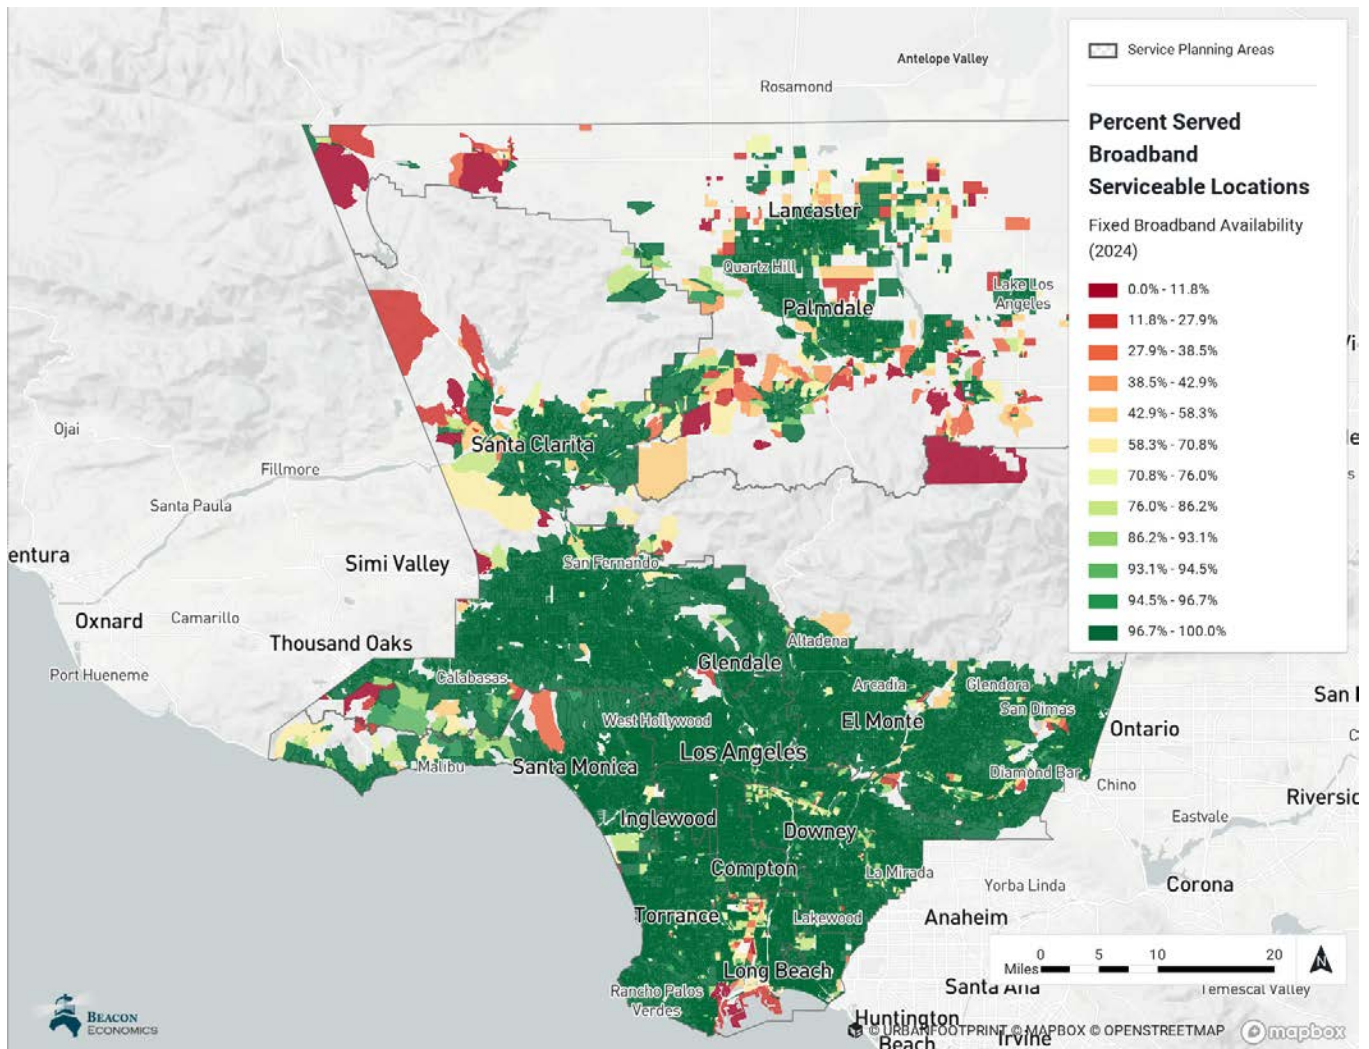 Antelope Valley
Rosamond
Lancaster
Quartz Hill
Lake Los
Angeles
Palmdale
Santa Clarita
Ojai
Fillmore
Santa Paula
entura
Simi Valley
San Fernando
Oxnard
Camarillo
Thousand Oaks
Port Hueneme
Calabasas
Malibu
Altadena
Glendale
Arcadia
Glendora
West Hollywood
El Monte
San Dimas
Los Angeles
Santa Monica
Diamond Bar
Ontario
Chino
Inglewood
Downey
Eastvale
Riversic
Compton
La Mirada
Yorba Linda
Corona
Torrance
Lakewood
Anaheim
Long Beach
Rancho Palos
Verdes
Santa Ana
Temescal Valley
Huntington
Beach
Irvine
Service Planning Areas
Percent Served
Broadband
Serviceable Locations
Fixed Broadband Availability
(2024)
0.0% - 11.8%
11.8% - 27.9%
27.9% - 38.5%
38.5% - 42.9%
42.9% - 58.3%
58.3% - 70.8%
70.8% - 76.0%
76.0% - 86.2%
86.2% - 93.1%
93.1% - 94.5%
94.5% - 96.7%
96.7% - 100.0%
0 5 10 20
Miles
N
BEACON
ECONOMICS
© URBANFOOTPRINT © MAPBOX © OPENSTREETMAP
mapbox